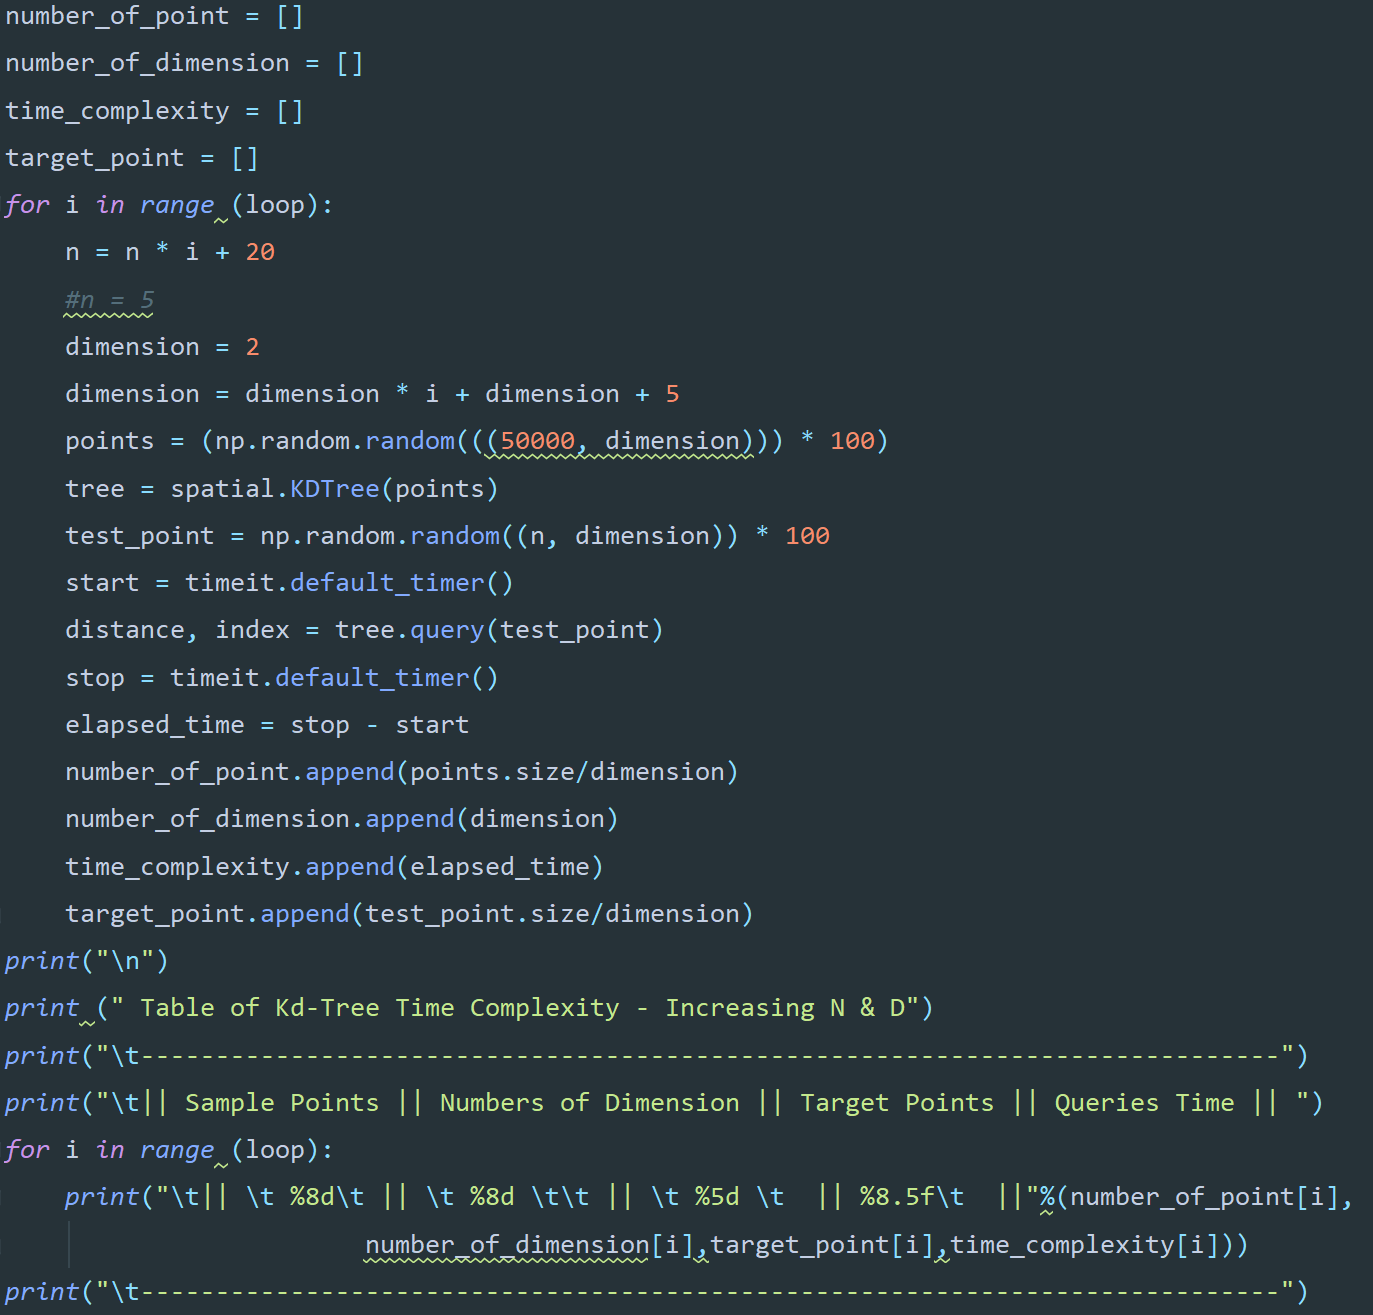 number_of_point = []
number_of_dimension = []
time_complexity = []
target_point = []
for i in range (loop):
    n = n * i + 20
    #n = 5
    dimension = 2
    dimension = dimension * i + dimension + 5
    points = (np.random.random(((50000, dimension))) * 100)
    tree = spatial.KDTree(points)
    test_point = np.random.random((n, dimension)) * 100
    start = timeit.default_timer()
    distance, index = tree.query(test_point)
    stop = timeit.default_timer()
    elapsed_time = stop - start
    number_of_point.append(points.size/dimension)
    number_of_dimension.append(dimension)
    time_complexity.append(elapsed_time)
    target_point.append(test_point.size/dimension)
print("\n")
print (" Table of Kd-Tree Time Complexity - Increasing N & D")
print("\t----------------------------------------------------------------------------")
print("\t|| Sample Points || Numbers of Dimension || Target Points || Queries Time || ")
for i in range (loop):
    print("\t|| \t %8d\t || \t %8d \t\t || \t %5d \t  || %8.5f\t  ||"%(number_of_point[i],
                        number_of_dimension[i],target_point[i],time_complexity[i]))
print("\t----------------------------------------------------------------------------")